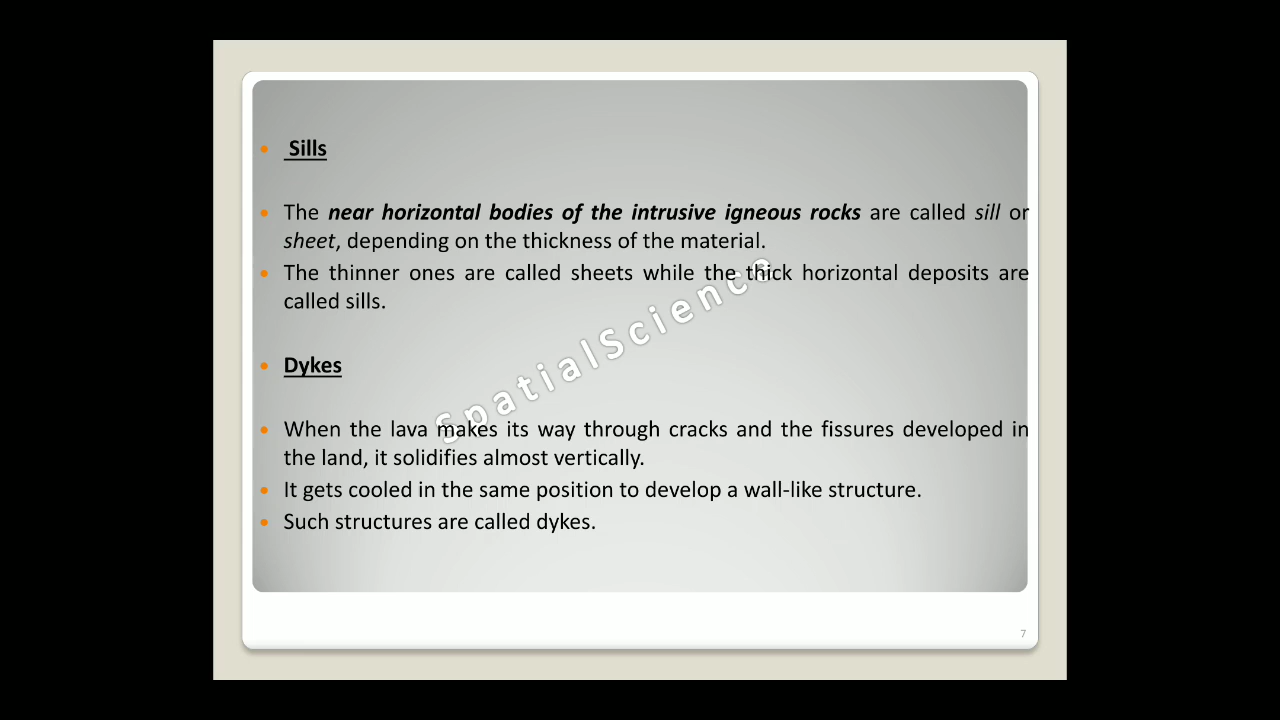 • Sills
• The near horizontal bodies of the intrusive igneous rocks are called sill or
sheet, depending on the thickness of the material.
• The thinner ones are called sheets while the thick horizontal deposits are
called sills.
• Dykes
• When the lava makes its way through cracks and the fissures developed in
the land, it solidifies almost vertically.
• It gets cooled in the same position to develop a wall-like structure.
• Such structures are called dykes.
SpatialScience
7